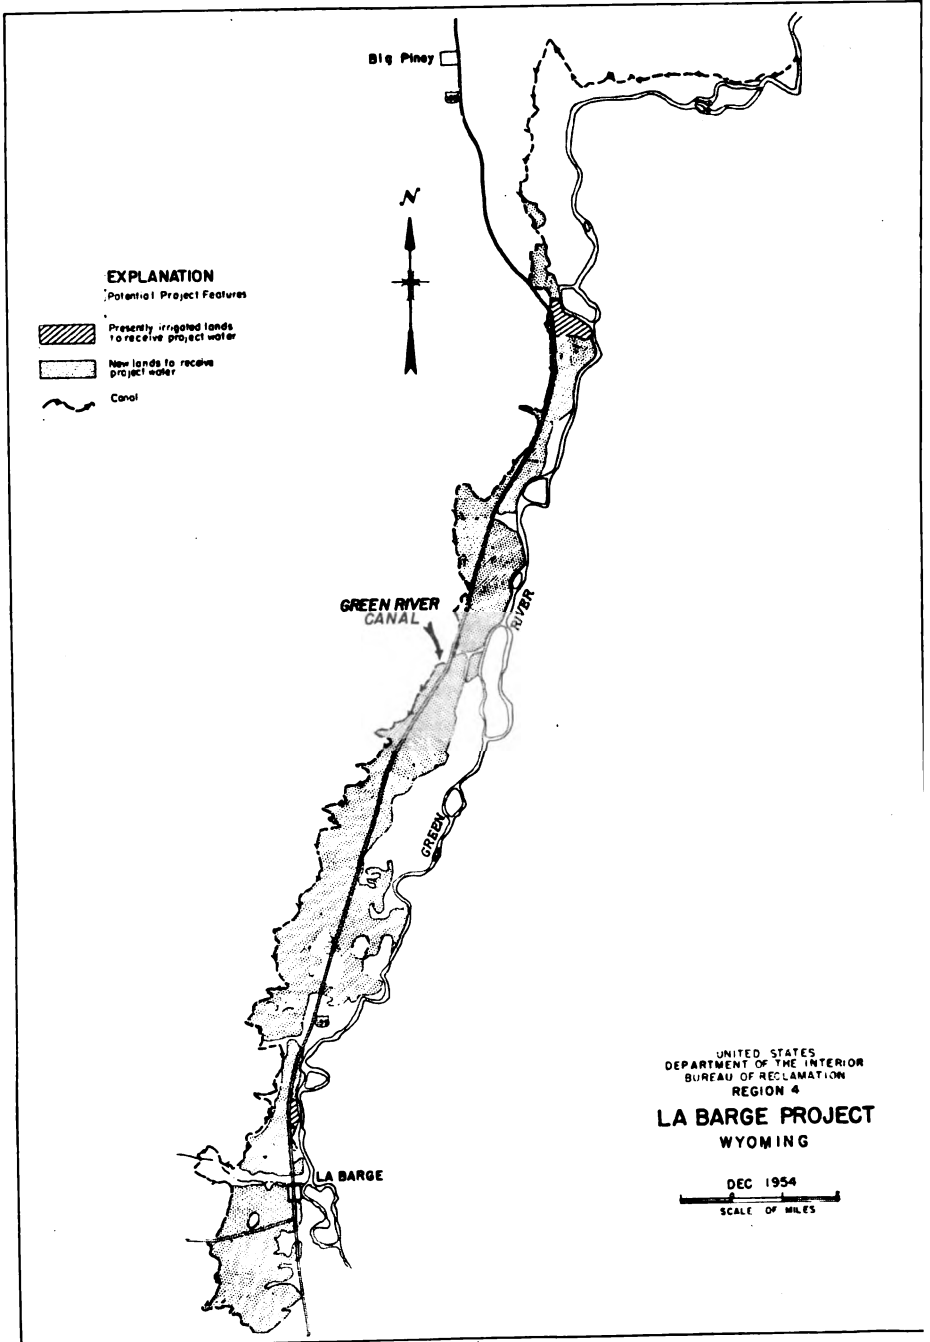 Big Piney
N
EXPLANATION
Potential Project Features
Presently irrigated lands
to receive project water
New lands to receive
project water
Canal
GREEN RIVER
CANAL
RIVER
GREEN
LA BARGE
UNITED STATES
DEPARTMENT OF THE INTERIOR
BUREAU OF RECLAMATION
REGION 4
LA BARGE PROJECT
WYOMING
DEC 1954
SCALE OF MILES